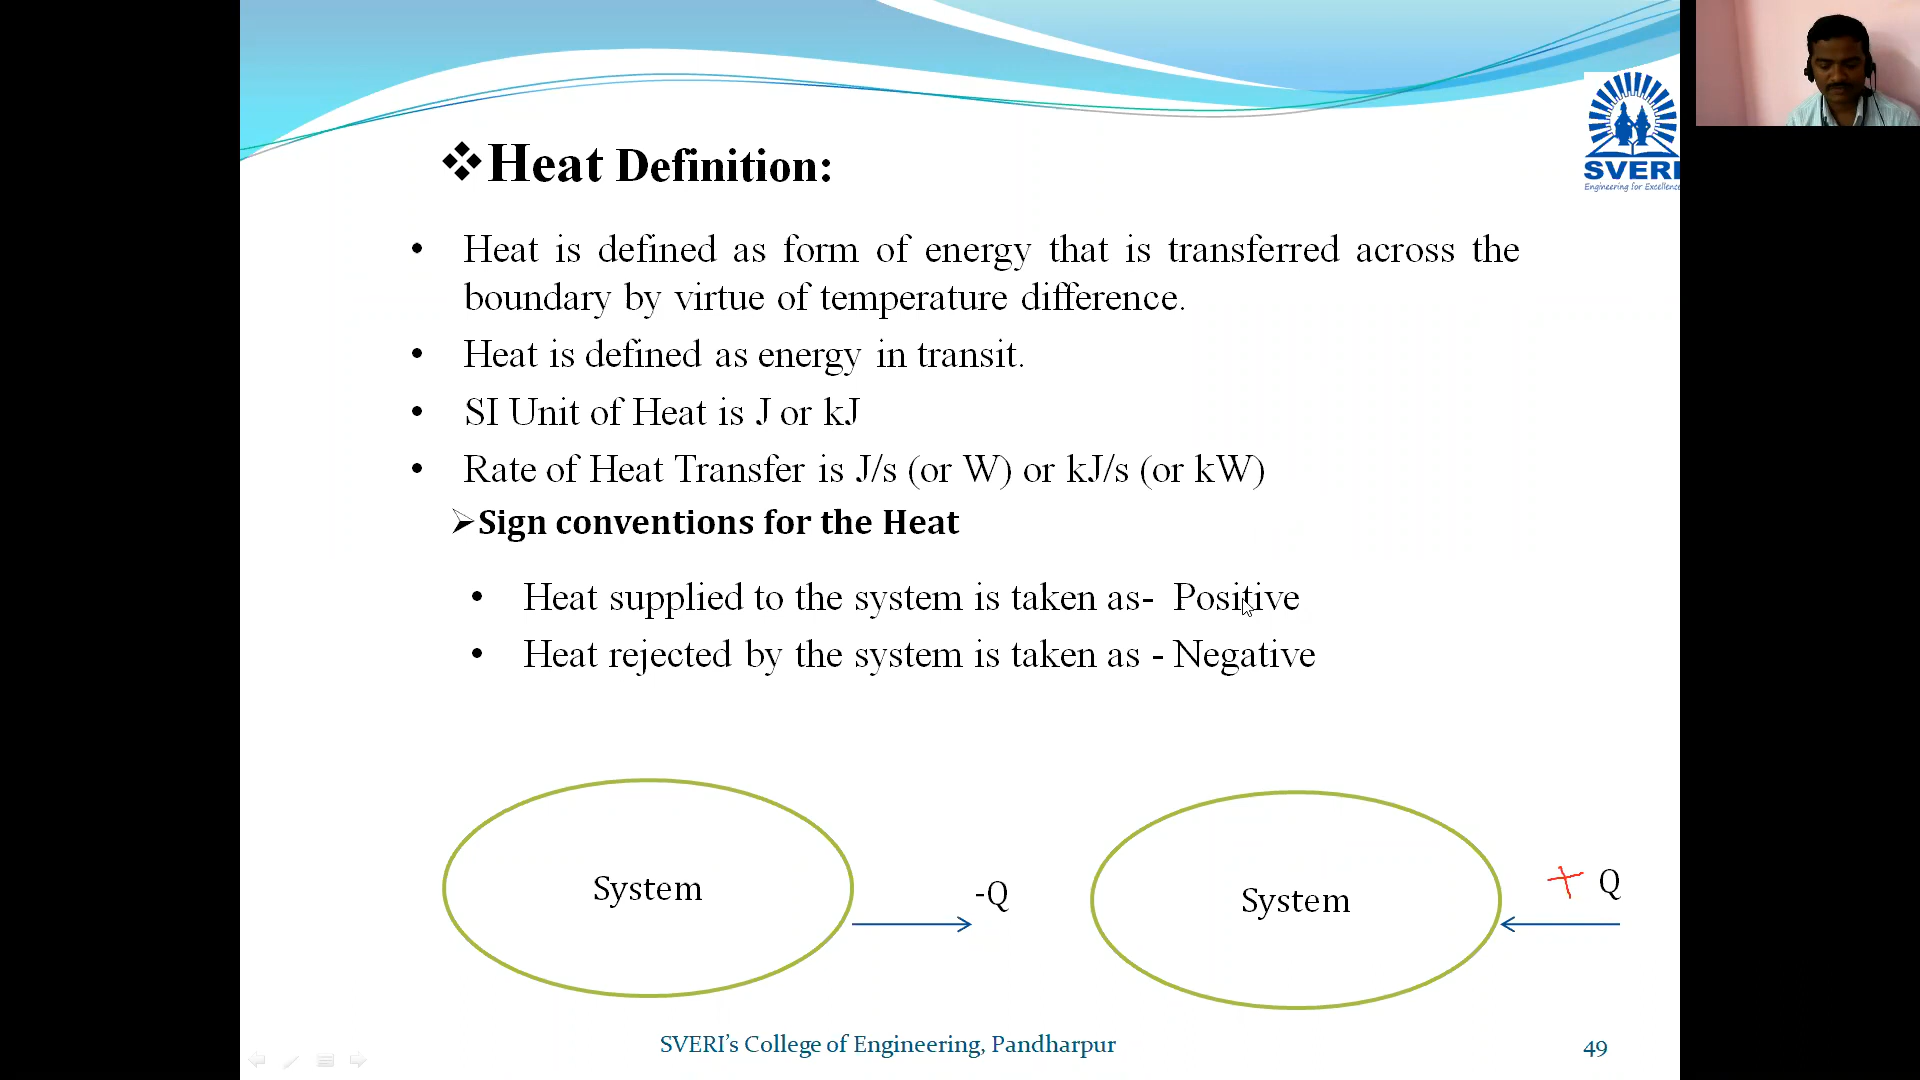 SVERI
Engineering for Excellence
❖Heat Definition:
• Heat is defined as form of energy that is transferred across the
boundary by virtue of temperature difference.
• Heat is defined as energy in transit.
• SI Unit of Heat is J or kJ
• Rate of Heat Transfer is J/s (or W) or kJ/s (or kW)
➢Sign conventions for the Heat
• Heat supplied to the system is taken as- Positive
• Heat rejected by the system is taken as - Negative
System
-Q
System
+ Q
SVERI’s College of Engineering, Pandharpur
49